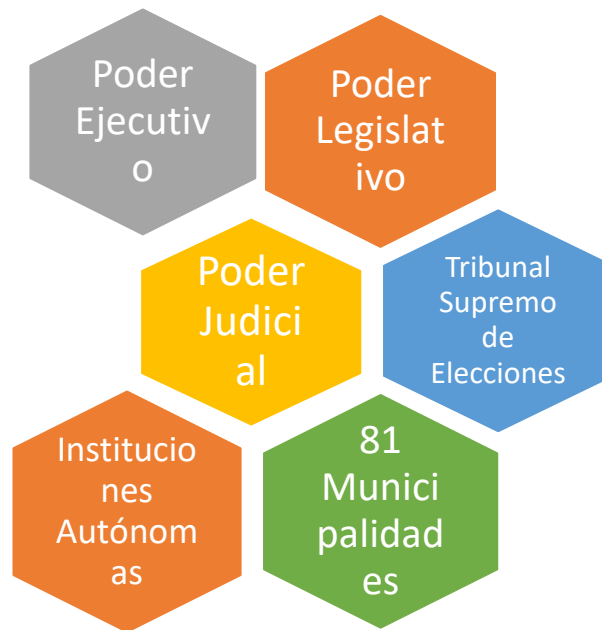 Poder
Ejecutiv
o
Poder
Legislat
ivo
Poder
Judici
al
Tribunal
Supremo
de
Elecciones
Institucio
nes
Autónom
as
81
Munici
palidad
es